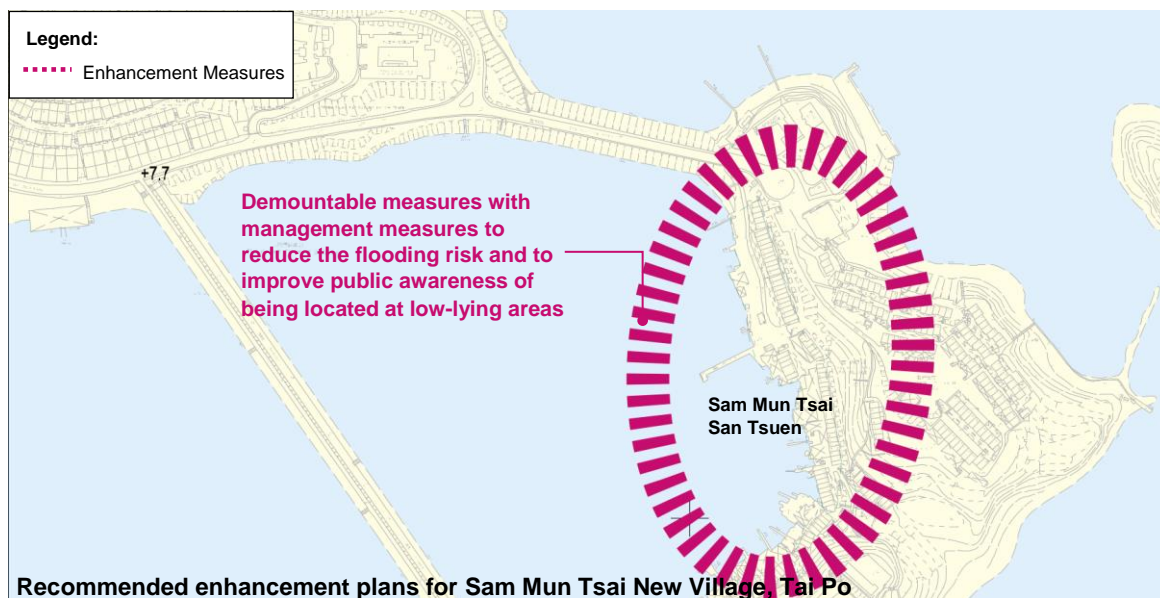 Legend:
Enhancement Measures
+7.7
Demountable measures with
management measures to
reduce the flooding risk and to
improve public awareness of
being located at low-lying areas
Sam Mun Tsai
San Tsuen
Recommended enhancement plans for Sam Mun Tsai New Village, Tai Po